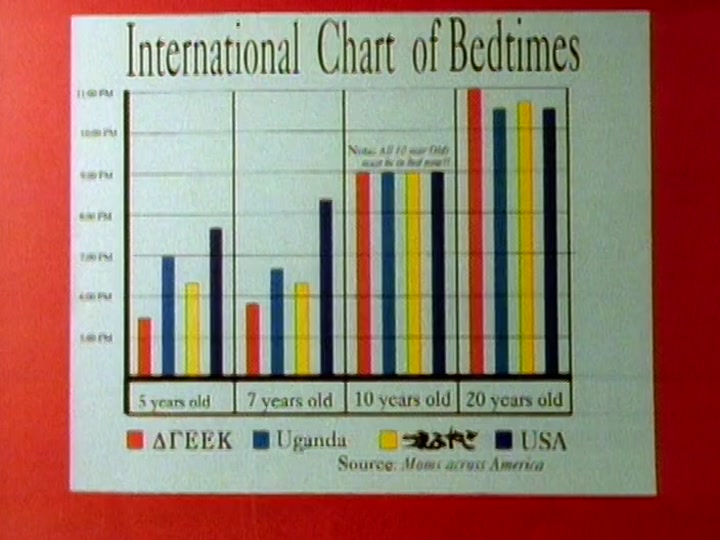 International Chart of Bedtimes
11:00 PM
10:00 PM
9:00 PM
8:00 PM
7:00 PM
6:00 PM
5:00 PM
Note: All 10 year Olds
must be in bed now!!
5 years old 7 years old 10 years old 20 years old
ΔΓΕΕΚ Uganda USA
Source: Moms across America